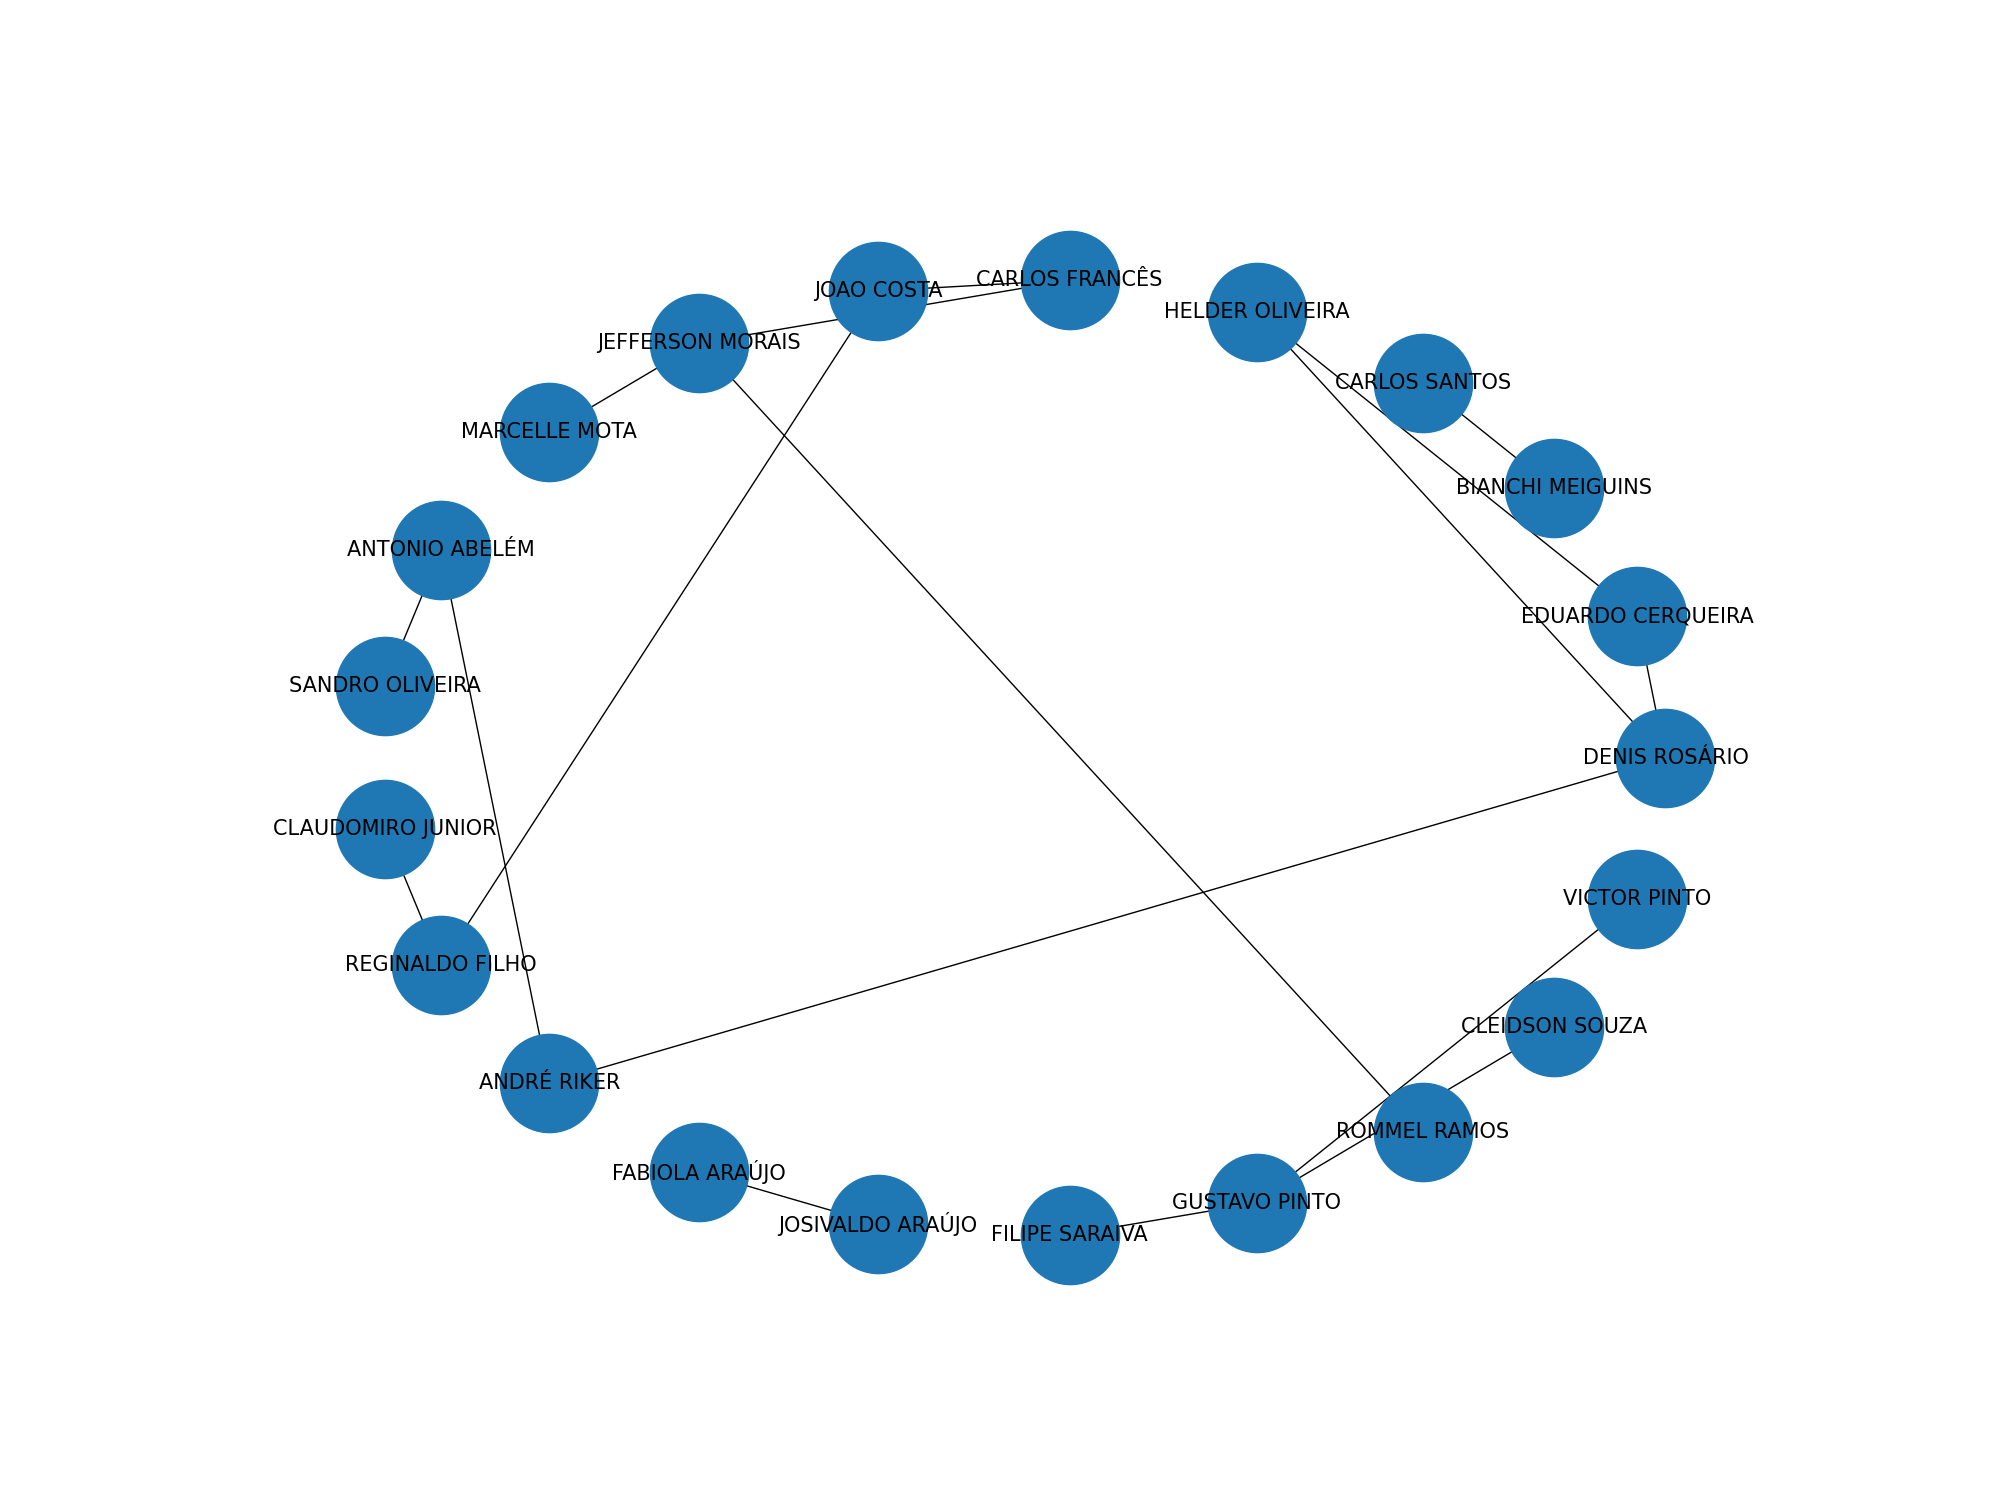 CARLOS FRANCÊS
JOAO COSTA
HELDER OLIVEIRA
JEFFERSON MORAIS
CARLOS SANTOS
MARCELLE MOTA
BIANCHI MEIGUINS
ANTONIO ABELÉM
EDUARDO CERQUEIRA
SANDRO OLIVEIRA
DENIS ROSÁRIO
CLAUDOMIRO JUNIOR
VICTOR PINTO
REGINALDO FILHO
CLEIDSON SOUZA
ANDRÉ RIKER
ROMMEL RAMOS
FABIOLA ARAÚJO
GUSTAVO PINTO
JOSIVALDO ARAÚJO
FILIPE SARAIVA